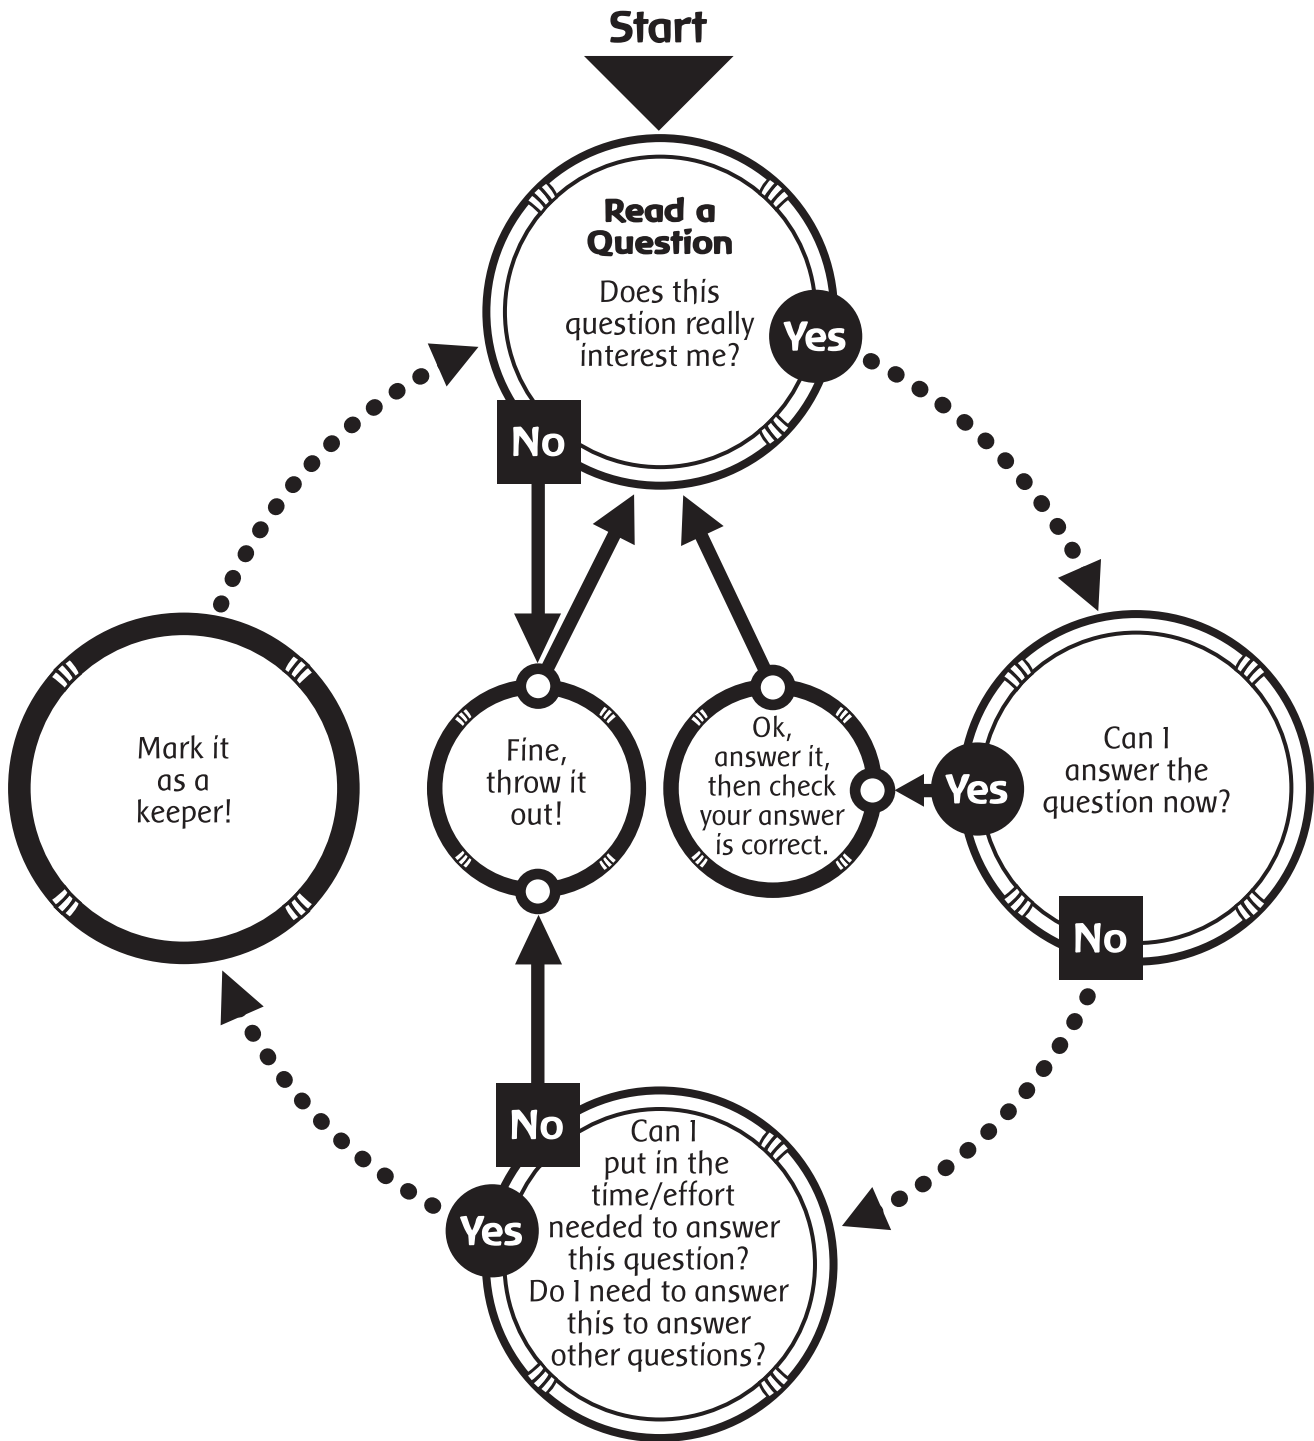 Start
Read a
Question
Does this
question really
interest me?
Yes
No
Can I
answer the
question now?
Yes
No
Ok,
answer it,
then check
your answer
is correct.
Fine,
throw it
out!
Mark it
as a
keeper!
No
Yes
Can I
put in the
time/effort
needed to answer
this question?
Do I need to answer
this to answer
other questions?